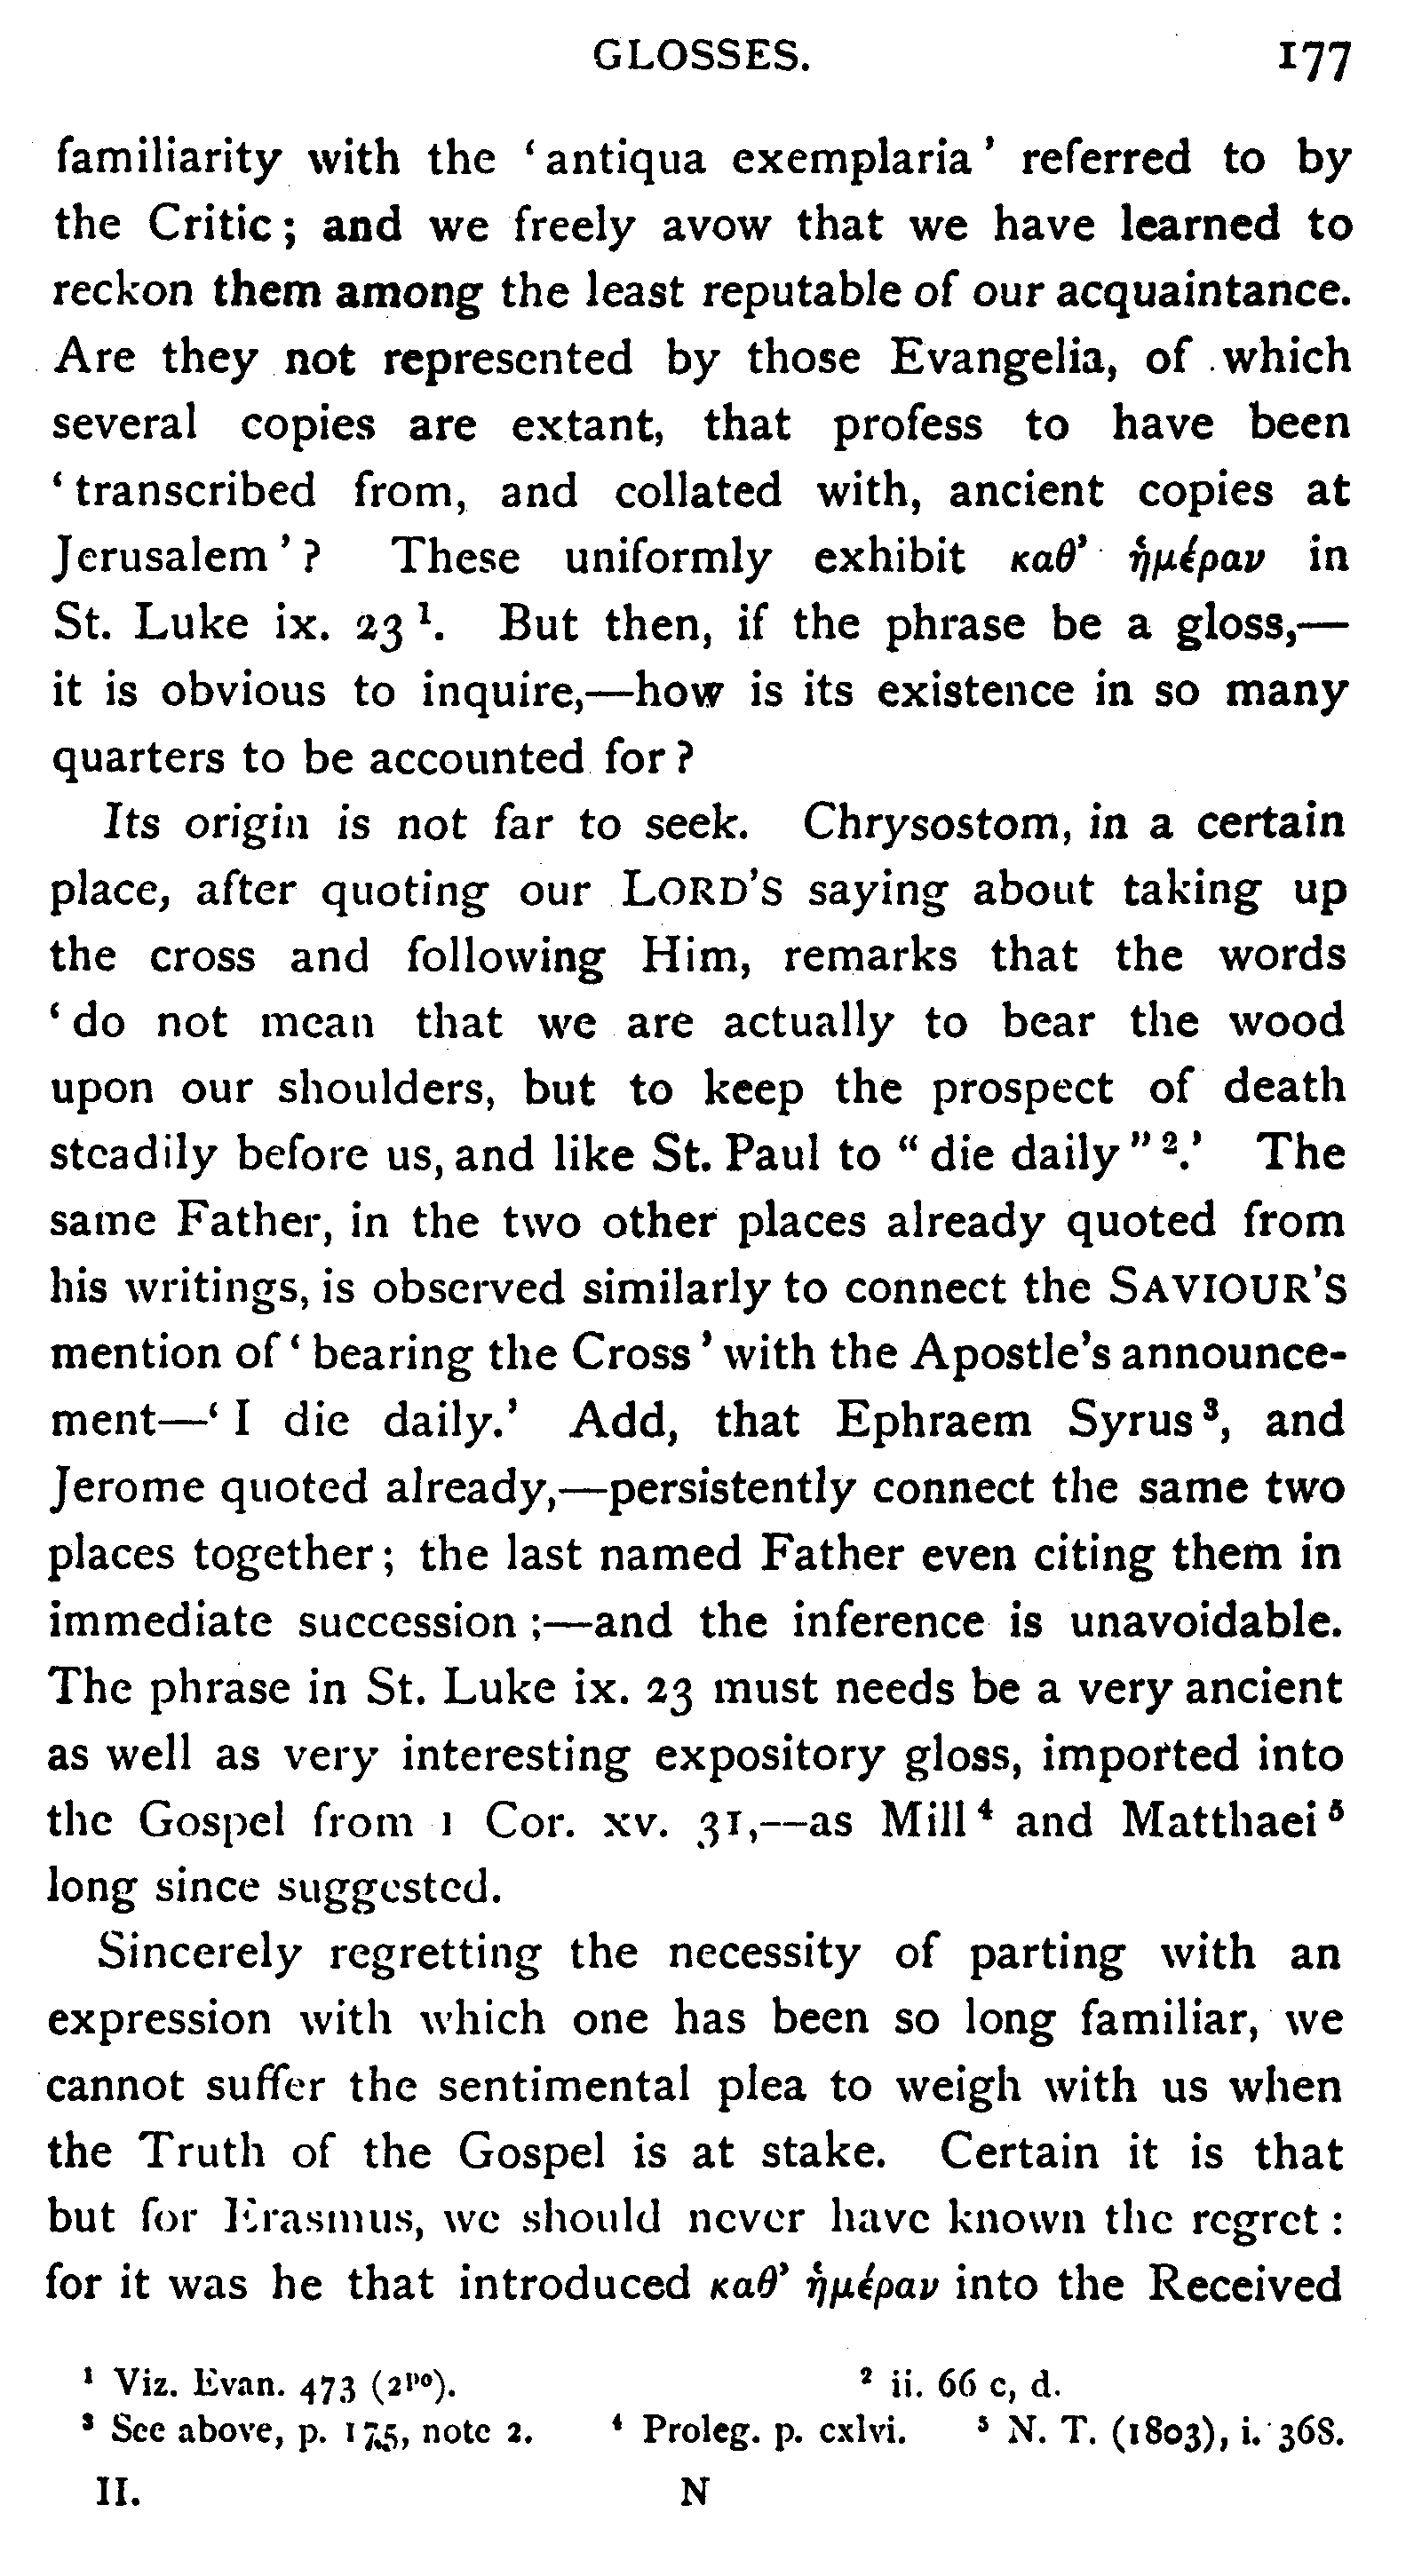 GLOSSES. 177
familiarity with the ‘antiqua exemplaria’ referred to by
the Critic; and we freely avow that we have learned to
reckon them among the least reputable of our acquaintance.
Are they not represented by those Evangelia, of which
several copies are extant, that profess to have been
‘transcribed from, and collated with, ancient copies at
Jerusalem’? These uniformly exhibit καθ’ ἡμέραν in
St. Luke ix. 23 ¹. But then, if the phrase be a gloss,—
it is obvious to inquire,—how is its existence in so many
quarters to be accounted for?
Its origin is not far to seek. Chrysostom, in a certain
place, after quoting our LORD’S saying about taking up
the cross and following Him, remarks that the words
‘do not mean that we are actually to bear the wood
upon our shoulders, but to keep the prospect of death
steadily before us, and like St. Paul to “die daily” ².’ The
same Father, in the two other places already quoted from
his writings, is observed similarly to connect the SAVIOUR’S
mention of ‘bearing the Cross’ with the Apostle’s announce-
ment—‘I die daily.’ Add, that Ephraem Syrus ³, and
Jerome quoted already,—persistently connect the same two
places together; the last named Father even citing them in
immediate succession;—and the inference is unavoidable.
The phrase in St. Luke ix. 23 must needs be a very ancient
as well as very interesting expository gloss, imported into
the Gospel from 1 Cor. xv. 31,—as Mill ⁴ and Matthaei ⁵
long since suggested.
Sincerely regretting the necessity of parting with an
expression with which one has been so long familiar, we
cannot suffer the sentimental plea to weigh with us when
the Truth of the Gospel is at stake. Certain it is that
but for Erasmus, we should never have known the regret:
for it was he that introduced καθ’ ἡμέραν into the Received
¹ Viz. Evan. 473 (2ᵖᵉ). ² ii. 66 c, d.
³ See above, p. 175, note 2. ⁴ Proleg. p. cxlvi. ⁵ N. T. (1803), i. 368.
II. N